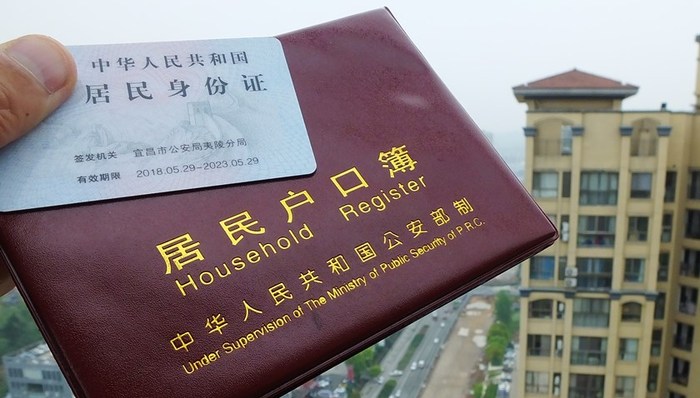 中华人民共和国
居民身份证
签发机关 宜昌市公安局夷陵分局
有效期限 2018.05.29-2023.05.29
居民户口簿
Household Register
中华人民共和国公安部制
Under Supervision of The Ministry of Public Security of P.R.C.